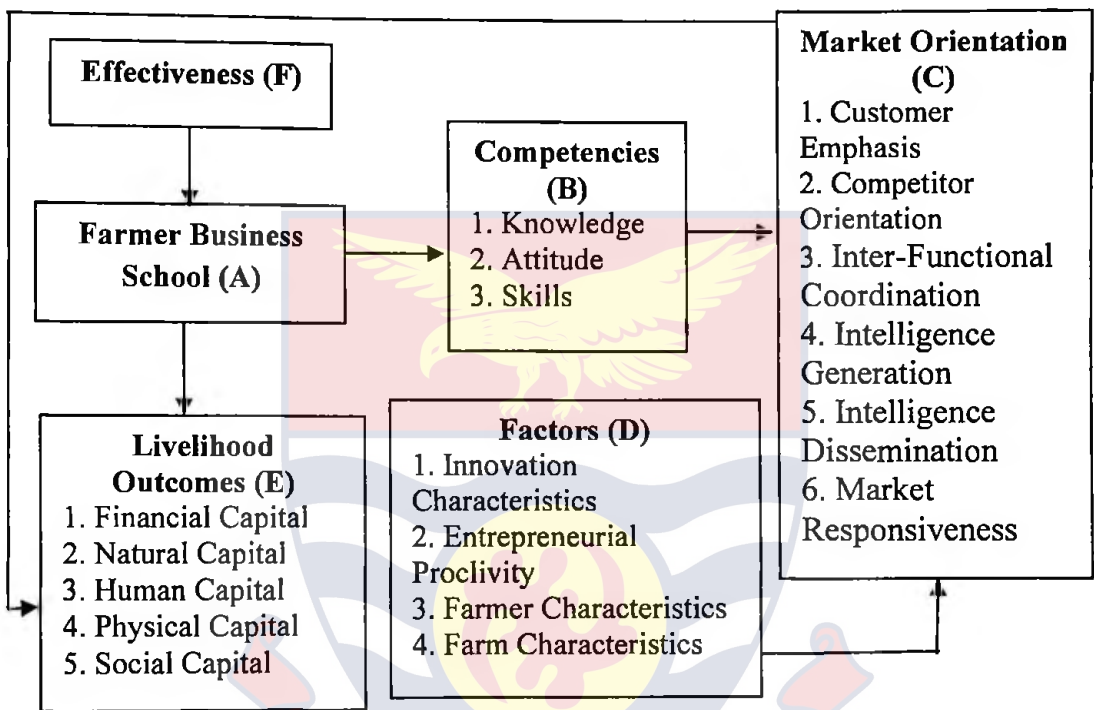 Effectiveness (F)
Farmer Business
School (A)
Competencies
(B)
1. Knowledge
2. Attitude
3. Skills
Market Orientation
(C)
1. Customer
Emphasis
2. Competitor
Orientation
3. Inter-Functional
Coordination
4. Intelligence
Generation
5. Intelligence
Dissemination
6. Market
Responsiveness
Livelihood
Outcomes (E)
1. Financial Capital
2. Natural Capital
3. Human Capital
4. Physical Capital
5. Social Capital
Factors (D)
1. Innovation
Characteristics
2. Entrepreneurial
Proclivity
3. Farmer Characteristics
4. Farm Characteristics